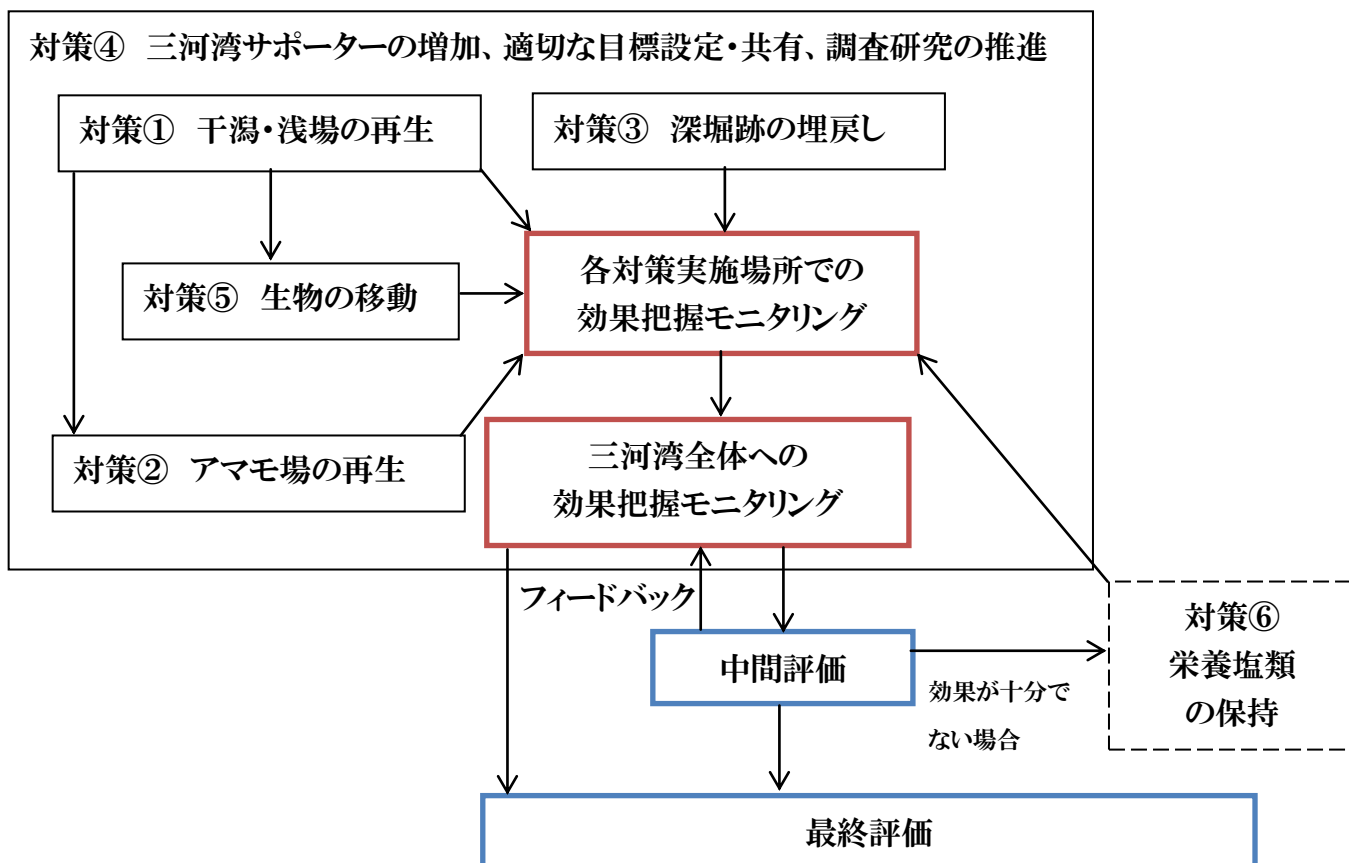 対策④ 三河湾サポーターの増加、適切な目標設定・共有、調査研究の推進
対策① 干潟・浅場の再生
対策③ 深堀跡の埋戻し
各対策実施場所での
効果把握モニタリング
対策⑤ 生物の移動
対策② アマモ場の再生
三河湾全体への
効果把握モニタリング
フィードバック
中間評価
効果が十分で
ない場合
対策⑥
栄養塩類
の保持
最終評価